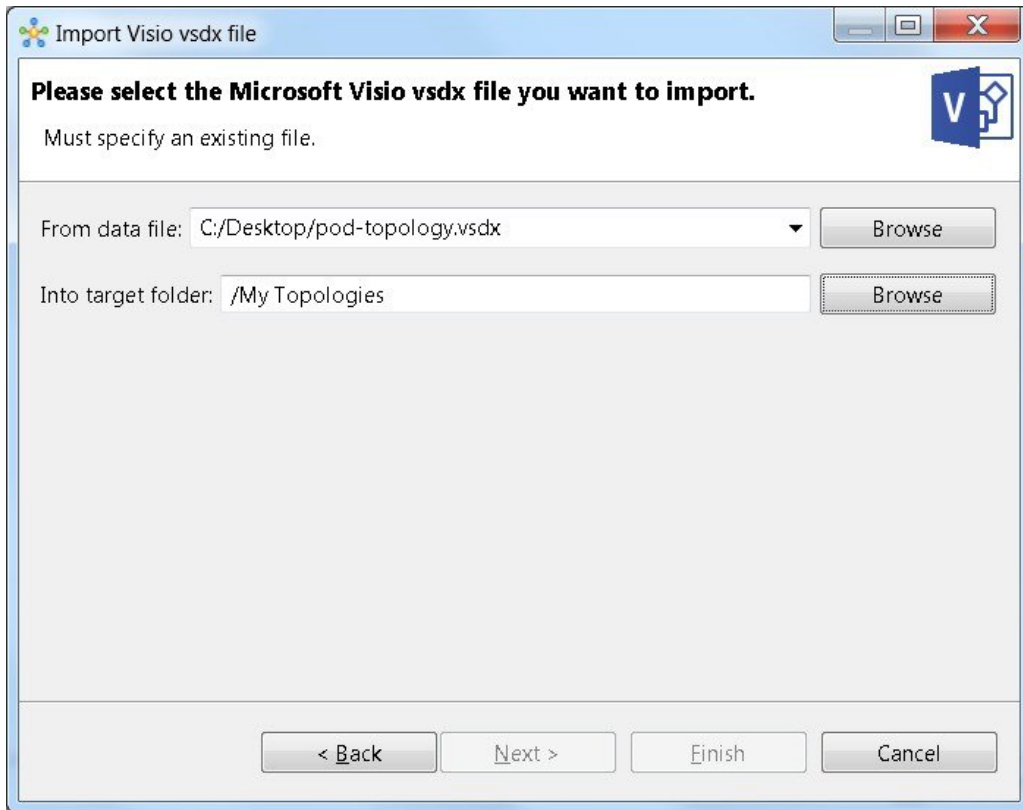 Import Visio vsdx file
Please select the Microsoft Visio vsdx file you want to import.
Must specify an existing file.
V
From data file: C:/Desktop/pod-topology.vsdx Browse
Into target folder: /My Topologies Browse
< Back Next > Finish Cancel